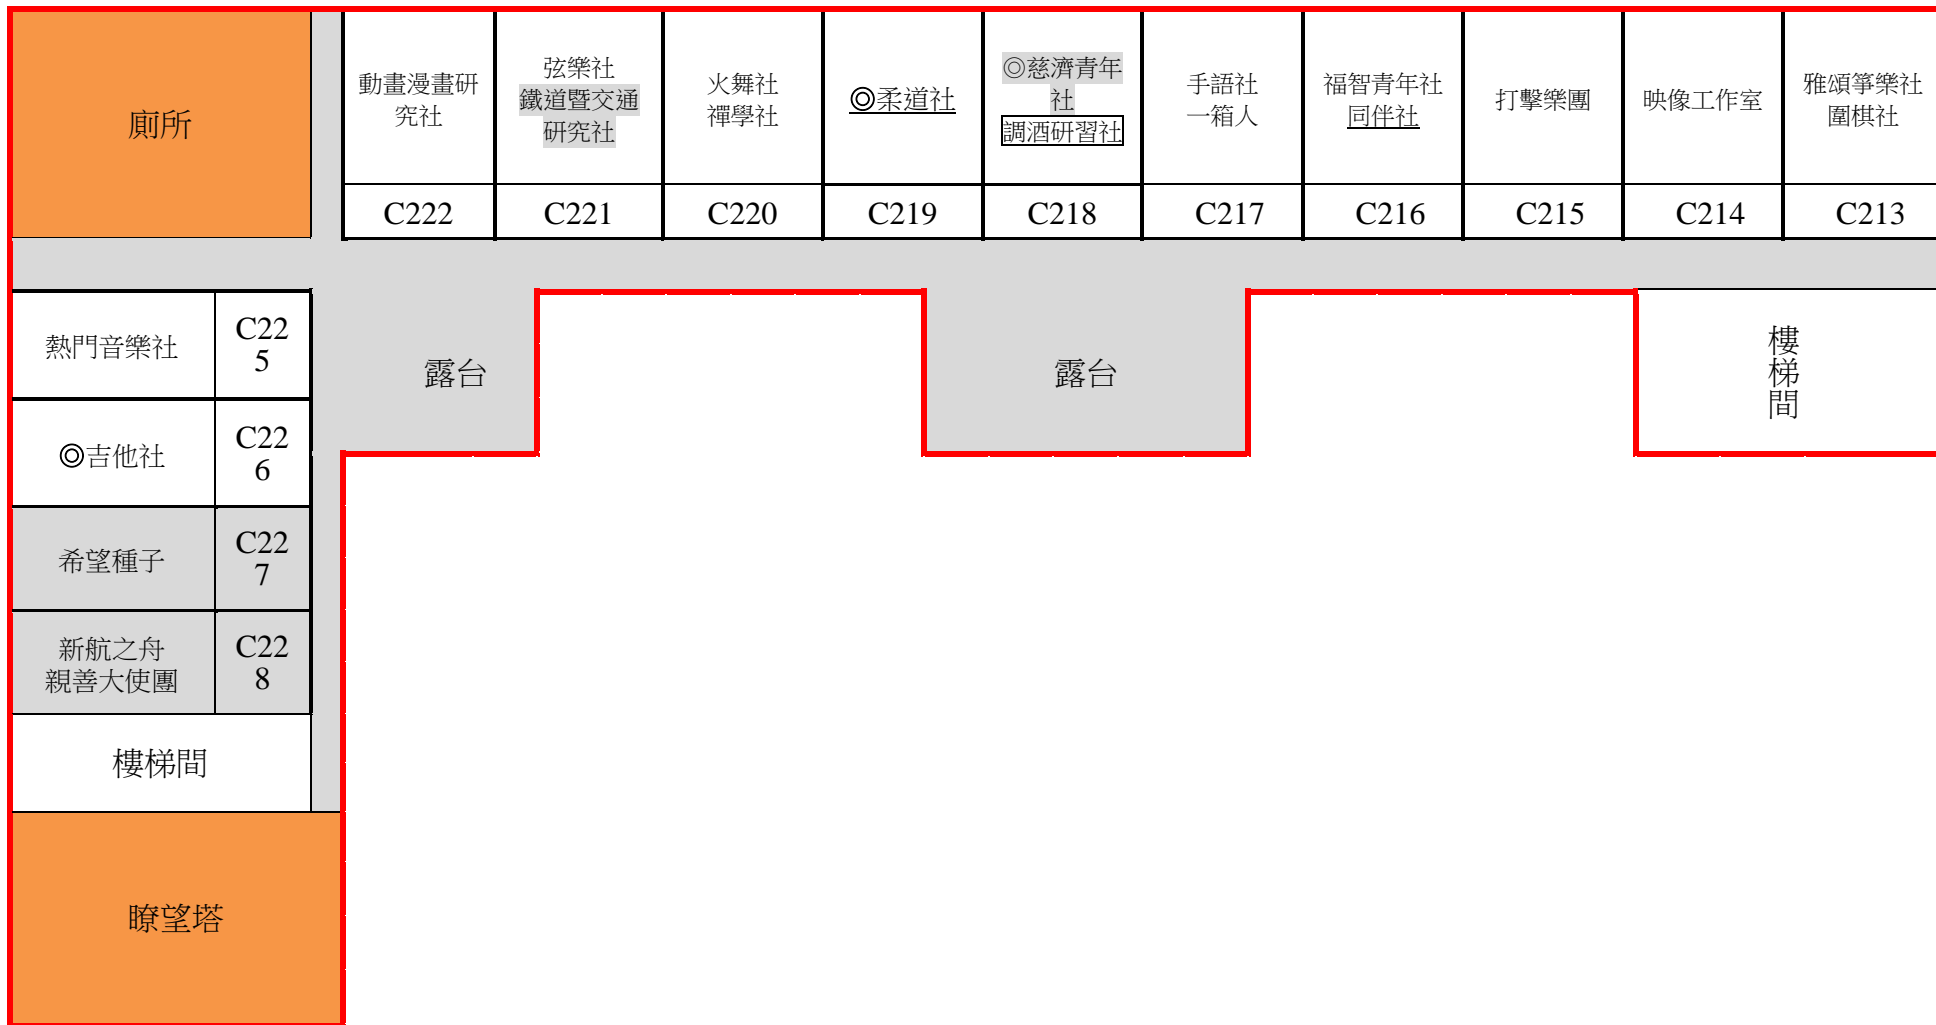 廁所
動畫漫畫研
究社
弦樂社
鐵道暨交通
研究社
火舞社
禪學社
◎柔道社
◎慈濟青年
社
調酒研習社
手語社
一箱人
福智青年社
同伴社
打擊樂團
映像工作室
雅頌箏樂社
圍棋社
C222
C221
C220
C219
C218
C217
C216
C215
C214
C213
熱門音樂社
C22
5
露台
露台
樓梯間
◎吉他社
C22
6
希望種子
C22
7
新航之舟
親善大使團
C22
8
樓梯間
瞭望塔